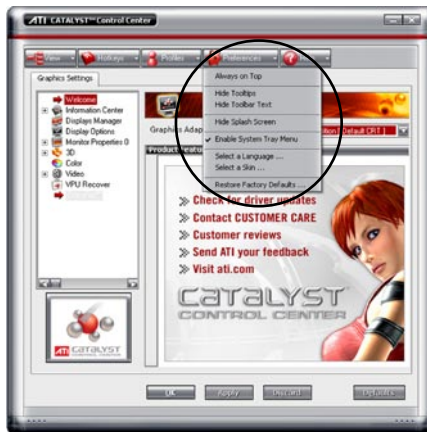 ATI CATALYST™ Control Center
View
Hotkeys
Profiles
Preferences
Graphics Settings
Welcome
Information Center
Displays Manager
Display Options
Monitor Properties 0
3D
Color
Video
VPU Recover
Always on Top
Hide Tooltips
Hide Toolbar Text
Hide Splash Screen
Enable System Tray Menu
Select a Language ...
Select a Skin ...
Restore Factory Defaults ...
Graphics Adap
[Default CRT]
Product Featu
Check for driver updates
Contact CUSTOMER CARE
Customer reviews
Send ATI your feedback
Visit ati.com
CATALYST
CONTROL CENTER
ATI CATALYST
CONTROL CENTER
OK
Apply
Discard
Defaults